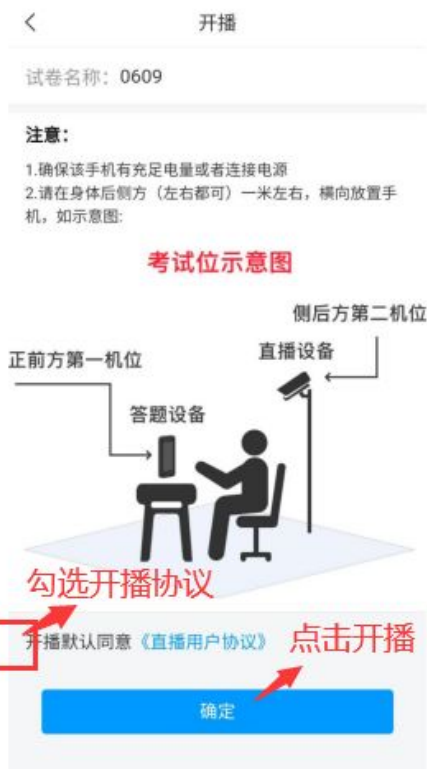 开播
试卷名称：0609
注意：
1.确保该手机有充足电量或者连接电源
2.请在身体后侧方（左右都可）一米左右，横向放置手
机，如示意图:
考试位示意图
侧后方第二机位
直播设备
正前方第一机位
答题设备
勾选开播协议
开播默认同意《直播用户协议》
点击开播
确定